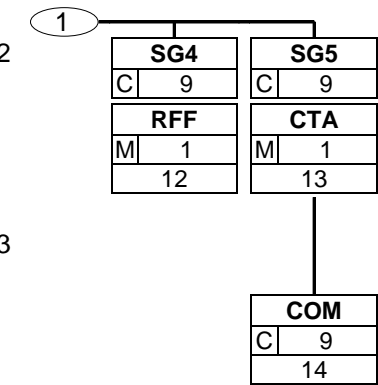 1
2 SG4 SG5
C 9 C 9
RFF CTA
M 1 M 1
12 13
3
COM
C 9
14